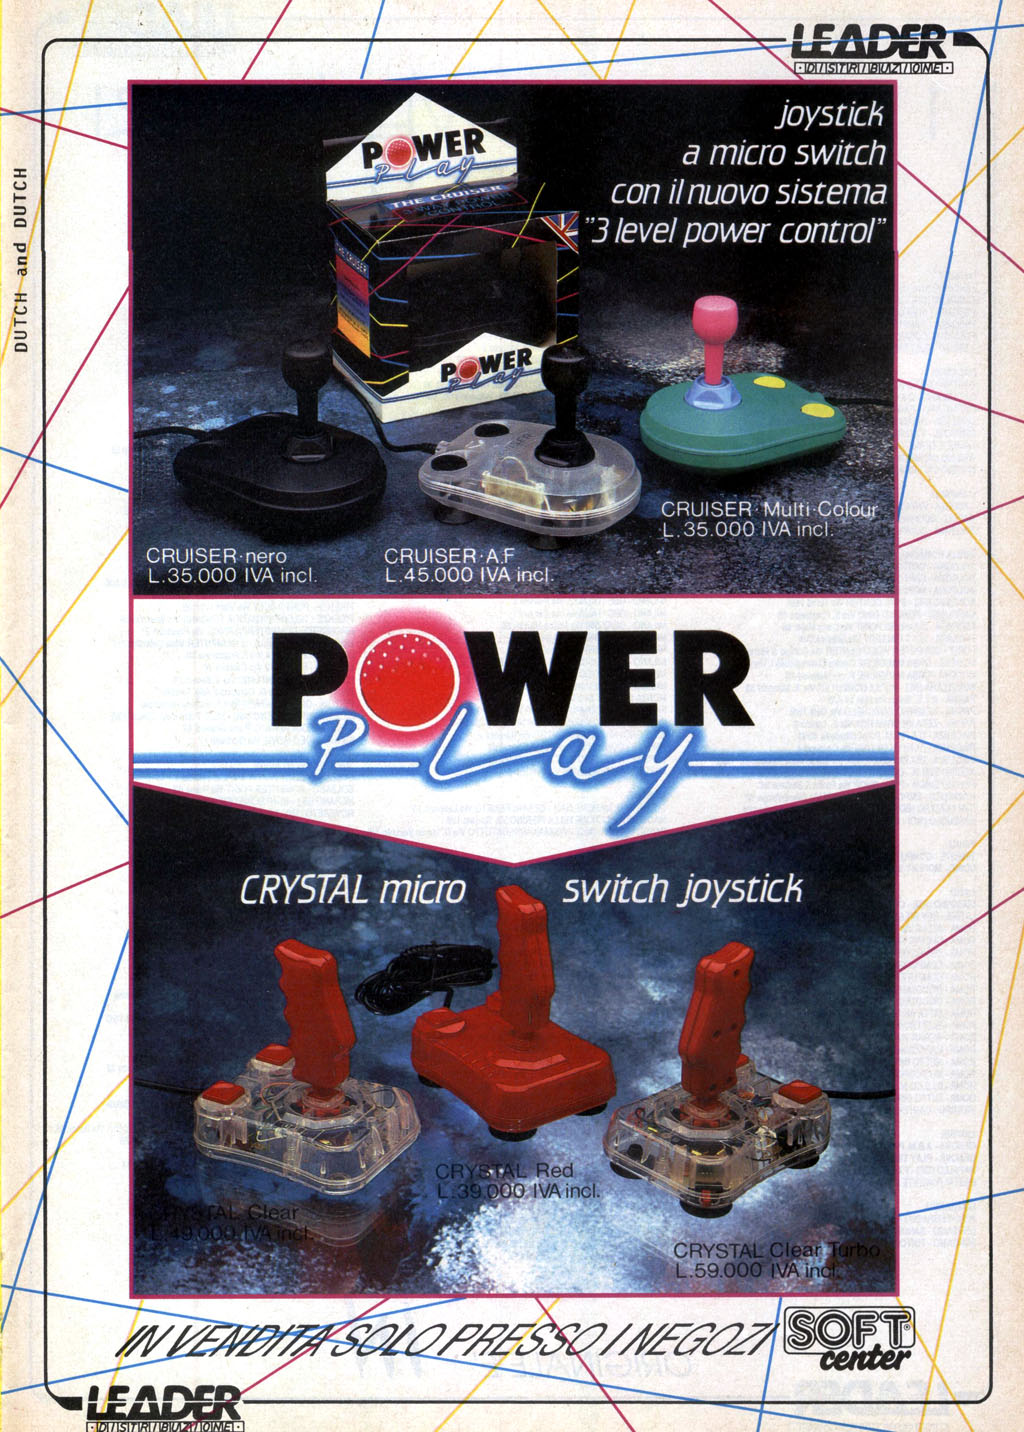 LEADER
DISTRIBUZIONE
DUTCH and DUTCH
joystick
a micro switch
con il nuovo sistema
"3 level power control"
POWER
Play
THE CRUISER
POWER
Play
CRUISER·Multi·Colour
L.35.000 IVA incl.
CRUISER·nero
L.35.000 IVA incl.
CRUISER·A.F
L.45.000 IVA incl.
POWER
Play
CRYSTAL micro switch joystick
CRYSTAL Red
L.39.000 IVA incl.
CRYSTAL Clear
L.49.000 IVA incl.
CRYSTAL Clear Turbo
L.59.000 IVA incl.
IN VENDITA SOLO PRESSO I NEGOZI SOFT
center
LEADER
DISTRIBUZIONE